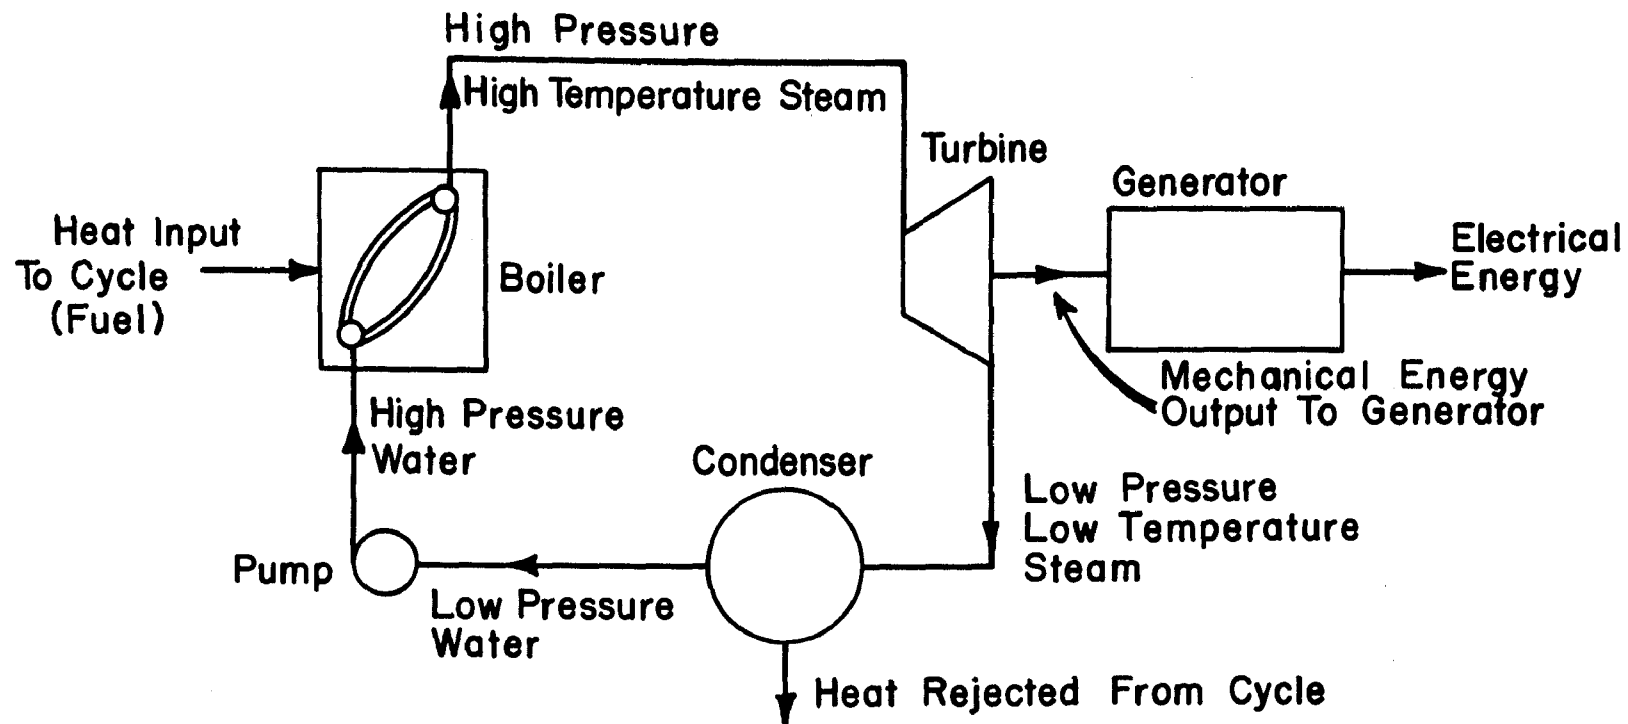 High Pressure
High Temperature Steam
Turbine
Generator
Heat Input
To Cycle
(Fuel)
Boiler
Electrical
Energy
Mechanical Energy
Output To Generator
High Pressure
Water
Condenser
Low Pressure
Low Temperature
Steam
Pump
Low Pressure
Water
Heat Rejected From Cycle